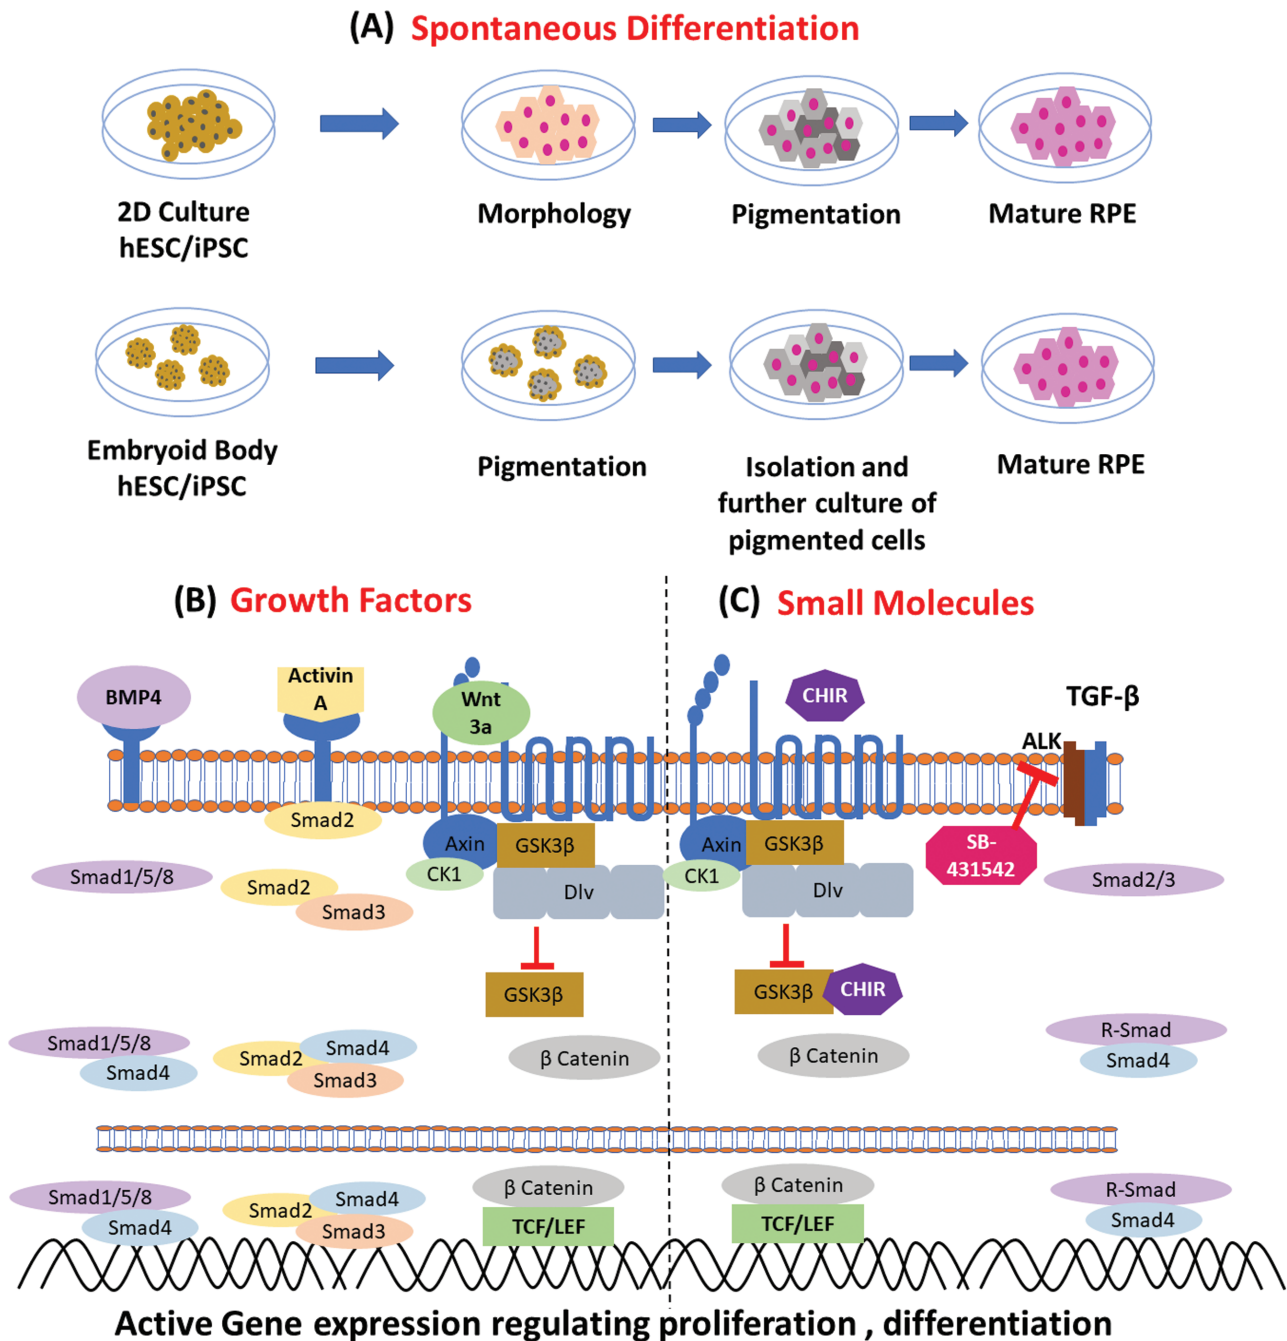 (A) Spontaneous Differentiation
2D Culture
hESC/iPSC
Morphology
Pigmentation
Mature RPE
Embryoid Body
hESC/iPSC
Pigmentation
Isolation and
further culture of
pigmented cells
Mature RPE
(B) Growth Factors
BMP4
Activin
A
Wnt
3a
Smad2
Axin
GSK3β
CK1
Dlv
Smad1/5/8
Smad2
Smad3
GSK3β
Smad1/5/8
Smad4
Smad2
Smad4
Smad3
β Catenin
Smad1/5/8
Smad4
Smad2
Smad4
Smad3
β Catenin
TCF/LEF
(C) Small Molecules
CHIR
TGF-β
ALK
Axin
GSK3β
CK1
Dlv
SB-
431542
Smad2/3
GSK3β
CHIR
β Catenin
R-Smad
Smad4
β Catenin
TCF/LEF
R-Smad
Smad4
Active Gene expression regulating proliferation , differentiation